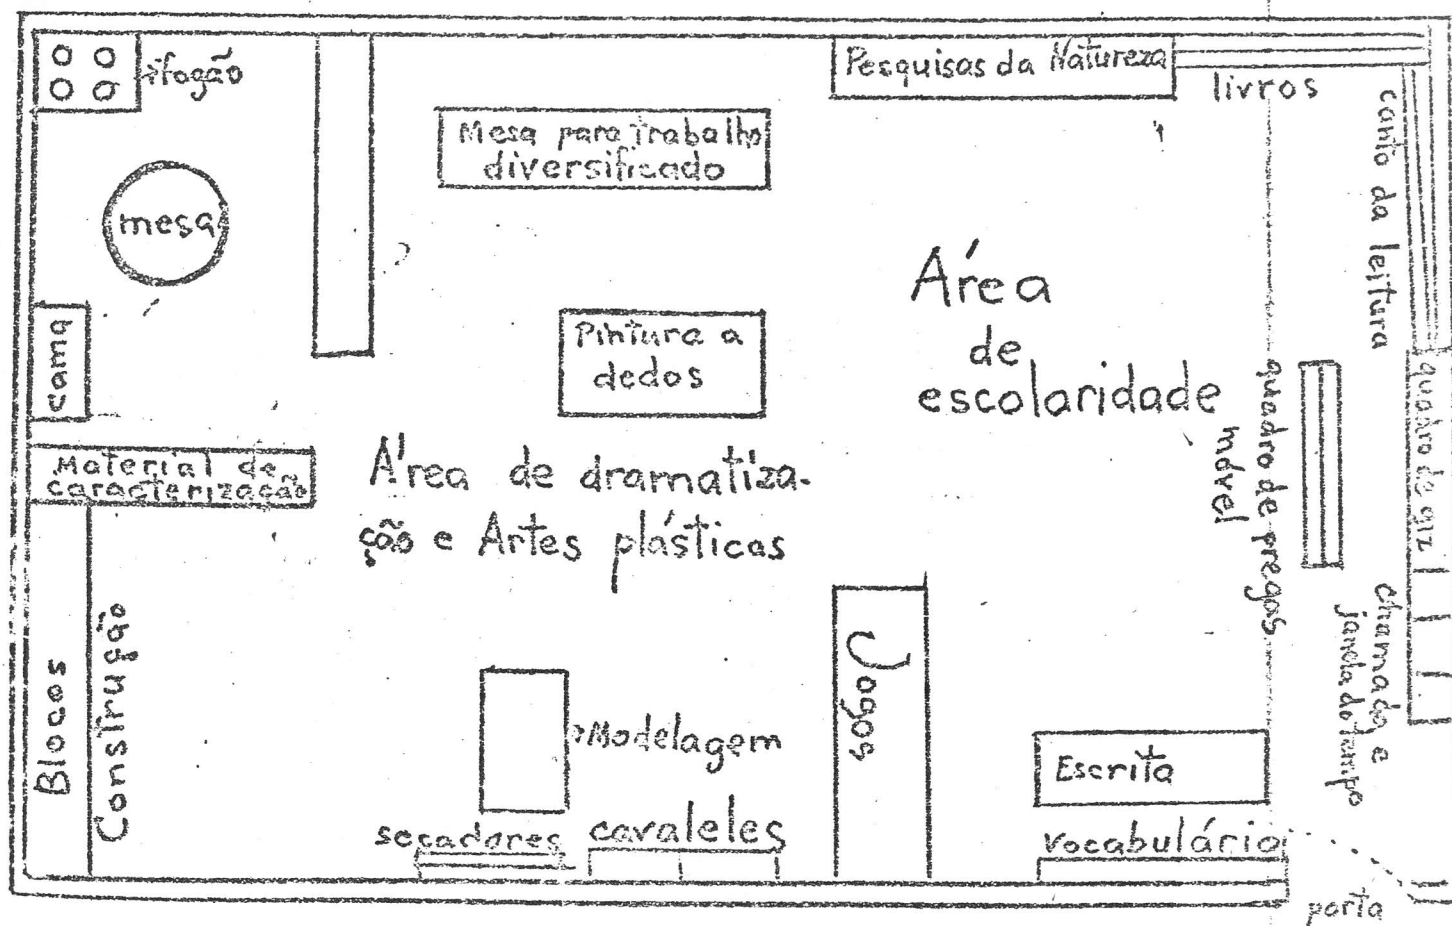 fogão
Pesquisas da Natureza
livros
Mesa para trabalho
diversificado
mesa
canto da leitura
Área
de
escolaridade
Pintura a
dedos
cama
quadro de pregas
móvel
quadro de giz
Material de
caracterização
Área de dramatiza-
ção e Artes plásticas
Blocos
Construção
Jogos
chamada e
janela do tempo
Modelagem
Escrita
secadores
cavaleles
Vocabulário
porta